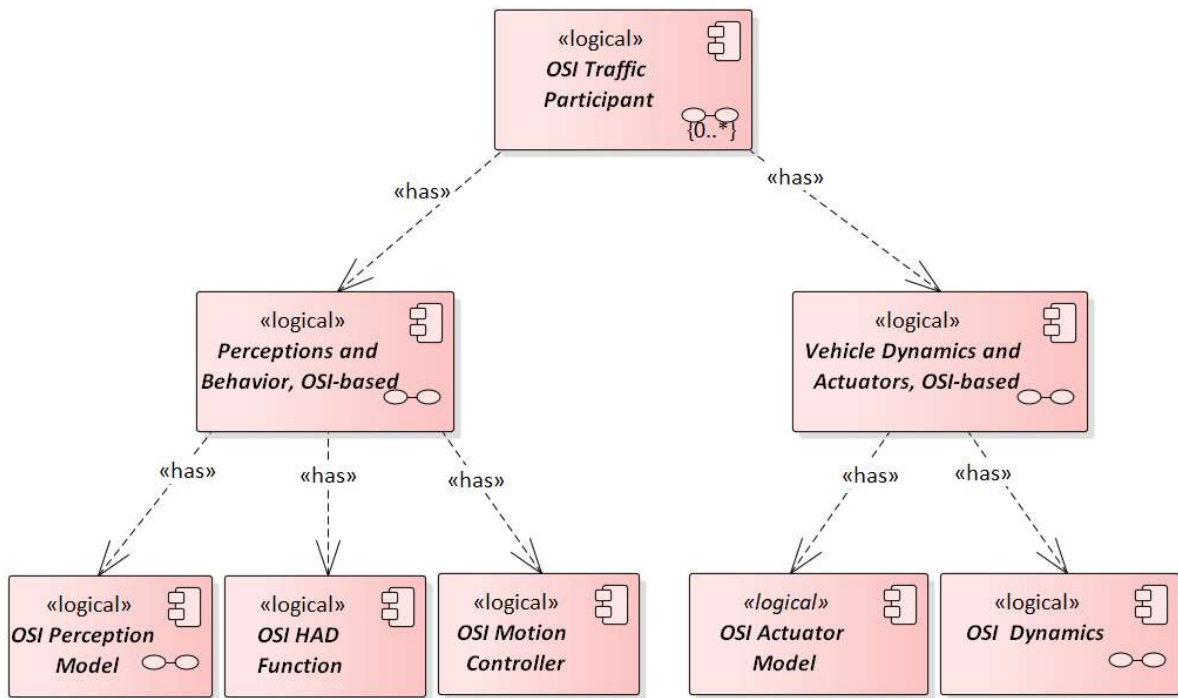 «logical»
OSI Traffic
Participant
{0..*}
«has»
«has»
«logical»
Perceptions and
Behavior, OSI-based
«logical»
Vehicle Dynamics and
Actuators, OSI-based
«has»
«has»
«has»
«has»
«has»
«logical»
OSI Perception
Model
«logical»
OSI HAD
Function
«logical»
OSI Motion
Controller
«logical»
OSI Actuator
Model
«logical»
OSI Dynamics